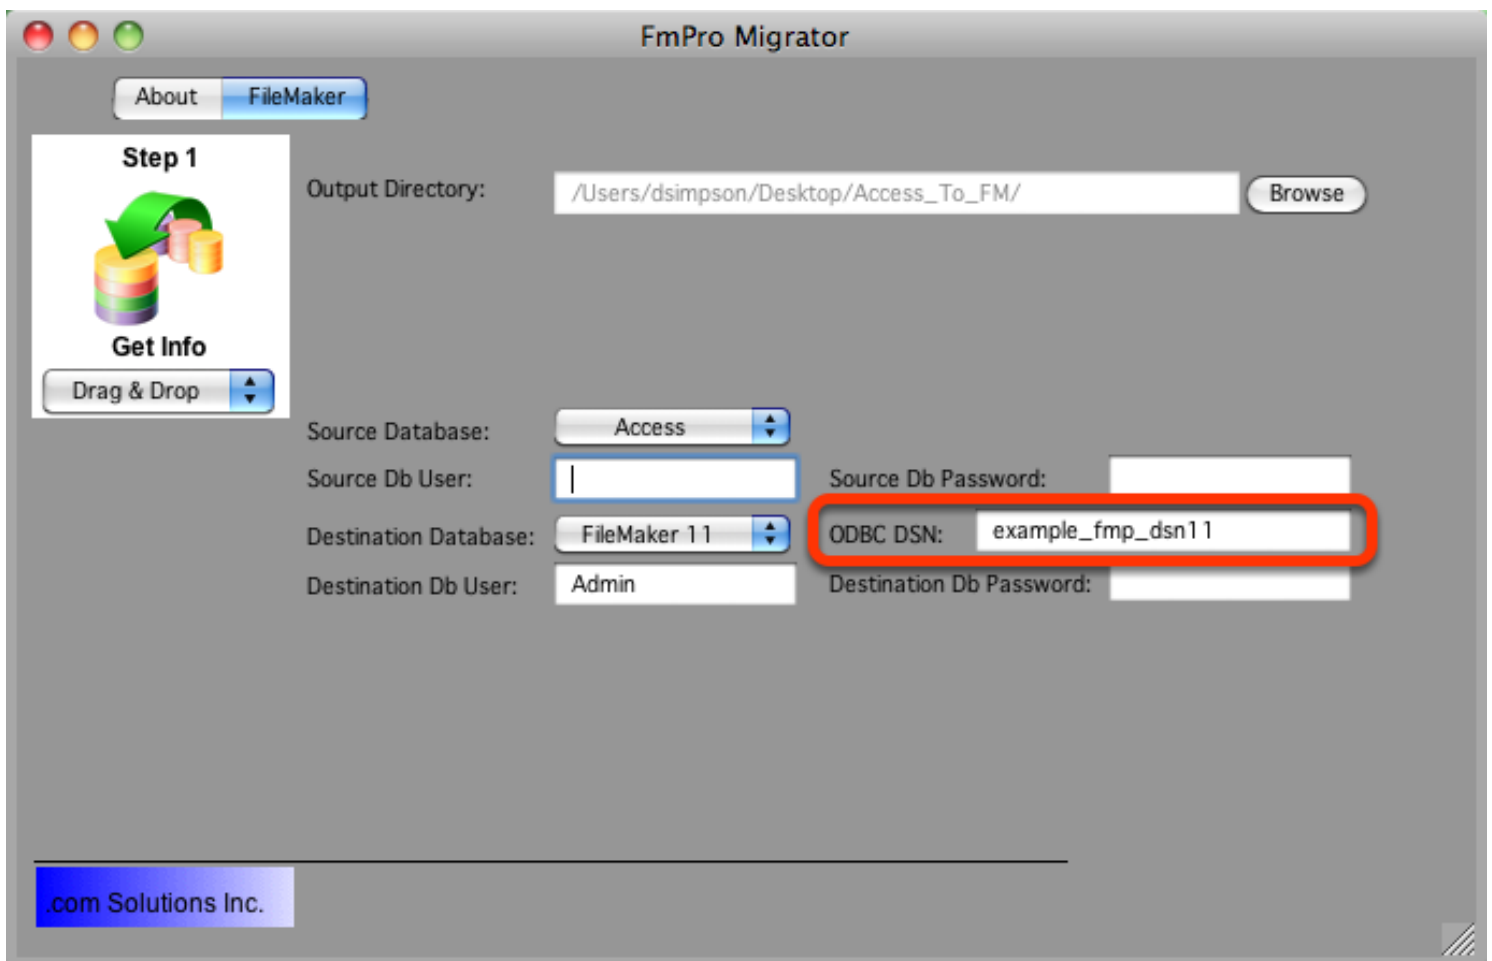 FmPro Migrator
About FileMaker
Step 1
Output Directory: /Users/dsimpson/Desktop/Access_To_FM/ Browse
Get Info
Drag & Drop
Source Database: Access
Source Db User: Source Db Password:
Destination Database: FileMaker 11 ODBC DSN: example_fmp_dsn11
Destination Db User: Admin Destination Db Password:
.com Solutions Inc.